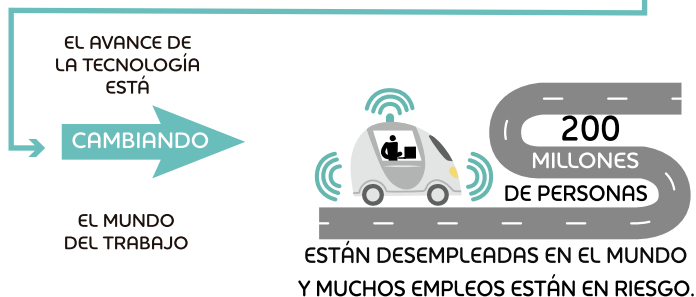 EL AVANCE DE
LA TECNOLOGÍA
ESTÁ
CAMBIANDO
EL MUNDO
DEL TRABAJO
200
MILLONES
DE PERSONAS
ESTÁN DESEMPLEADAS EN EL MUNDO
Y MUCHOS EMPLEOS ESTÁN EN RIESGO.